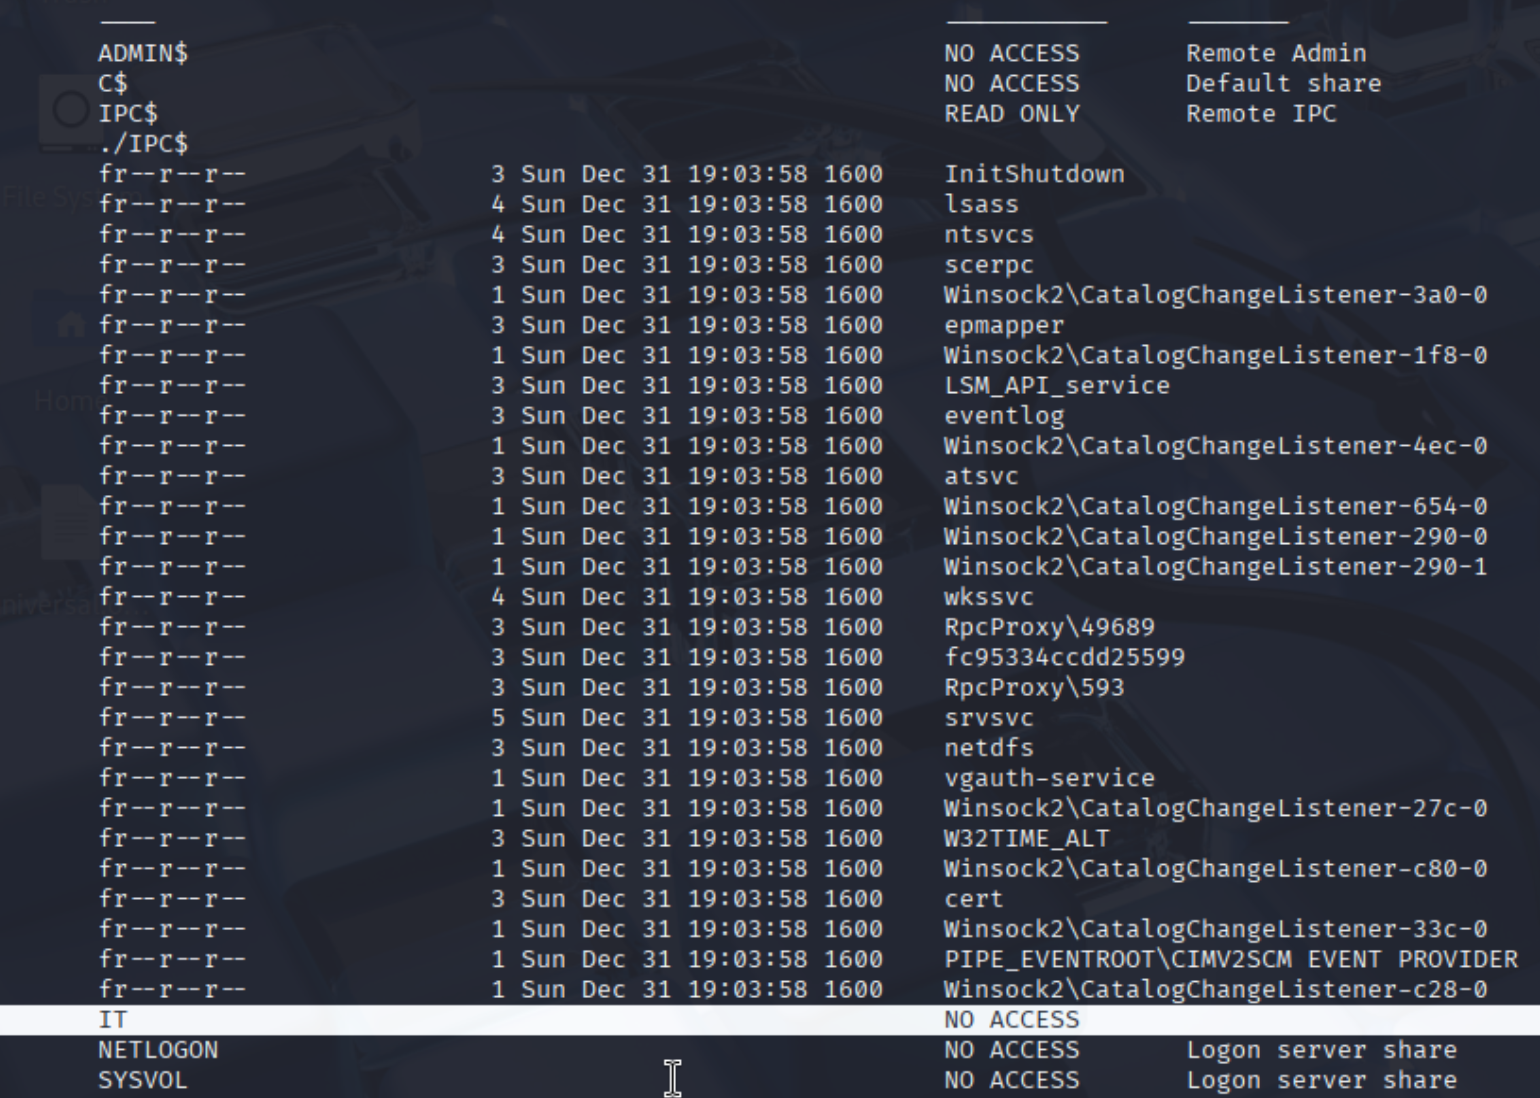 ADMIN$ NO ACCESS Remote Admin
C$ NO ACCESS Default share
IPC$ READ ONLY Remote IPC
./IPC$
fr--r--r-- 3 Sun Dec 31 19:03:58 1600 InitShutdown
fr--r--r-- 4 Sun Dec 31 19:03:58 1600 lsass
fr--r--r-- 4 Sun Dec 31 19:03:58 1600 ntsvcs
fr--r--r-- 3 Sun Dec 31 19:03:58 1600 scerpc
fr--r--r-- 1 Sun Dec 31 19:03:58 1600 Winsock2\CatalogChangeListener-3a0-0
fr--r--r-- 3 Sun Dec 31 19:03:58 1600 epmapper
fr--r--r-- 1 Sun Dec 31 19:03:58 1600 Winsock2\CatalogChangeListener-1f8-0
fr--r--r-- 3 Sun Dec 31 19:03:58 1600 LSM_API_service
fr--r--r-- 3 Sun Dec 31 19:03:58 1600 eventlog
fr--r--r-- 1 Sun Dec 31 19:03:58 1600 Winsock2\CatalogChangeListener-4ec-0
fr--r--r-- 3 Sun Dec 31 19:03:58 1600 atsvc
fr--r--r-- 1 Sun Dec 31 19:03:58 1600 Winsock2\CatalogChangeListener-654-0
fr--r--r-- 1 Sun Dec 31 19:03:58 1600 Winsock2\CatalogChangeListener-290-0
fr--r--r-- 1 Sun Dec 31 19:03:58 1600 Winsock2\CatalogChangeListener-290-1
fr--r--r-- 4 Sun Dec 31 19:03:58 1600 wkssvc
fr--r--r-- 3 Sun Dec 31 19:03:58 1600 RpcProxy\49689
fr--r--r-- 3 Sun Dec 31 19:03:58 1600 fc95334ccdd25599
fr--r--r-- 3 Sun Dec 31 19:03:58 1600 RpcProxy\593
fr--r--r-- 5 Sun Dec 31 19:03:58 1600 srvsvc
fr--r--r-- 3 Sun Dec 31 19:03:58 1600 netdfs
fr--r--r-- 1 Sun Dec 31 19:03:58 1600 vgauth-service
fr--r--r-- 1 Sun Dec 31 19:03:58 1600 Winsock2\CatalogChangeListener-27c-0
fr--r--r-- 3 Sun Dec 31 19:03:58 1600 W32TIME_ALT
fr--r--r-- 1 Sun Dec 31 19:03:58 1600 Winsock2\CatalogChangeListener-c80-0
fr--r--r-- 3 Sun Dec 31 19:03:58 1600 cert
fr--r--r-- 1 Sun Dec 31 19:03:58 1600 Winsock2\CatalogChangeListener-33c-0
fr--r--r-- 1 Sun Dec 31 19:03:58 1600 PIPE_EVENTROOT\CIMV2SCM EVENT PROVIDER
fr--r--r-- 1 Sun Dec 31 19:03:58 1600 Winsock2\CatalogChangeListener-c28-0
IT NO ACCESS
NETLOGON NO ACCESS Logon server share
SYSVOL NO ACCESS Logon server share
File Sys
Home